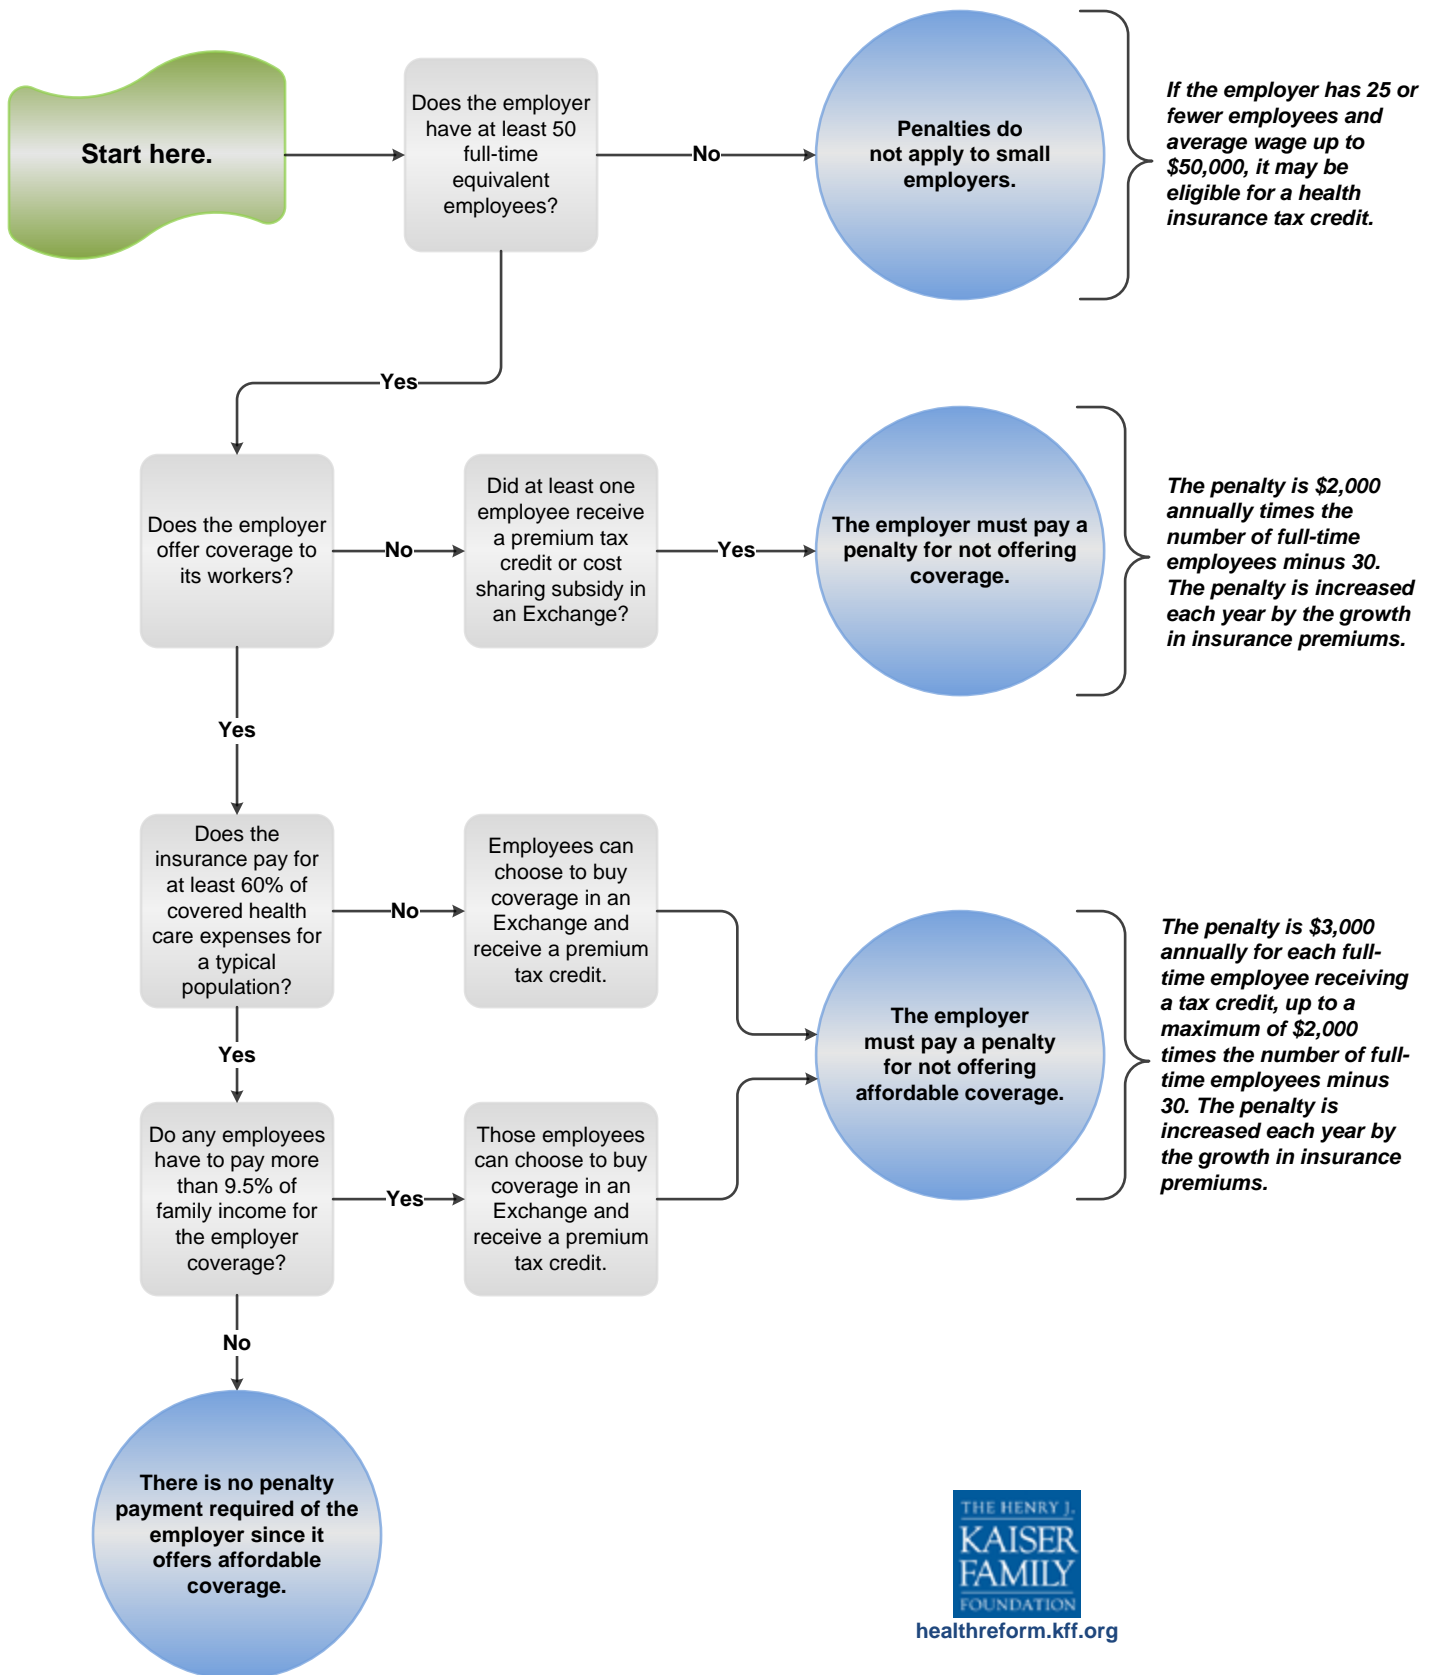 Start here.
Does the employer
have at least 50
full-time
equivalent
employees?
No
Penalties do
not apply to small
employers.
If the employer has 25 or
fewer employees and
average wage up to
$50,000, it may be
eligible for a health
insurance tax credit.
Yes
Does the employer
offer coverage to
its workers?
No
Did at least one
employee receive
a premium tax
credit or cost
sharing subsidy in
an Exchange?
Yes
The employer must pay a
penalty for not offering
coverage.
The penalty is $2,000
annually times the
number of full-time
employees minus 30.
The penalty is increased
each year by the growth
in insurance premiums.
Yes
Does the
insurance pay for
at least 60% of
covered health
care expenses for
a typical
population?
No
Employees can
choose to buy
coverage in an
Exchange and
receive a premium
tax credit.
The employer
must pay a penalty
for not offering
affordable coverage.
The penalty is $3,000
annually for each full-
time employee receiving
a tax credit, up to a
maximum of $2,000
times the number of full-
time employees minus
30. The penalty is
increased each year by
the growth in insurance
premiums.
Yes
Do any employees
have to pay more
than 9.5% of
family income for
the employer
coverage?
Yes
Those employees
can choose to buy
coverage in an
Exchange and
receive a premium
tax credit.
No
There is no penalty
payment required of the
employer since it
offers affordable
coverage.
THE HENRY J.
KAISER
FAMILY
FOUNDATION
healthreform.kff.org